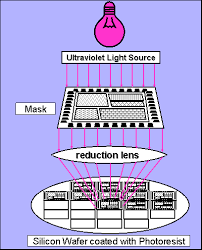 Ultraviolet Light Source
Mask
reduction lens
Silicon Wafer coated with Photoresist